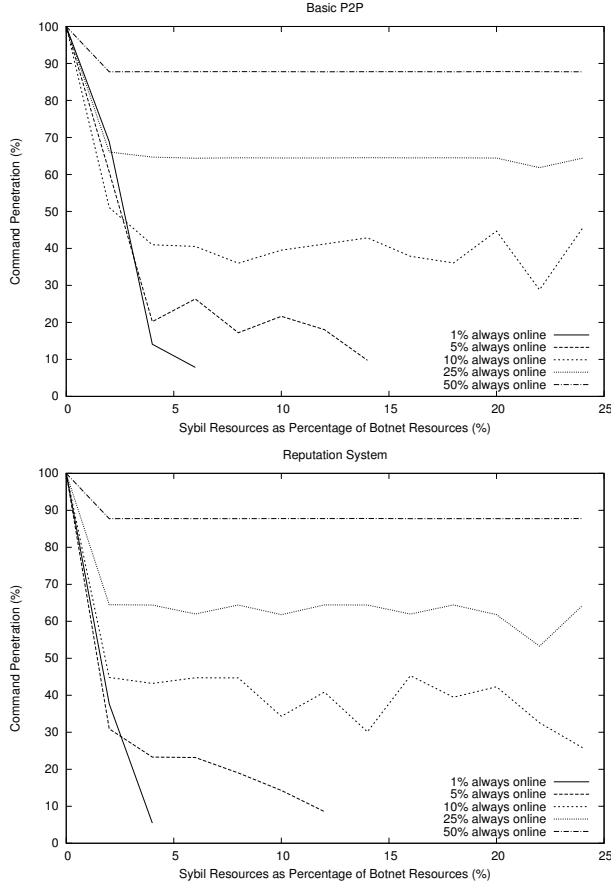 Basic P2P
100
90
80
70
60
50
40
30
20
10
0
Command Penetration (%)
1% always online
5% always online
10% always online
25% always online
50% always online
0 5 10 15 20 25
Sybil Resources as Percentage of Botnet Resources (%)
Reputation System
100
90
80
70
60
50
40
30
20
10
0
Command Penetration (%)
1% always online
5% always online
10% always online
25% always online
50% always online
0 5 10 15 20 25
Sybil Resources as Percentage of Botnet Resources (%)